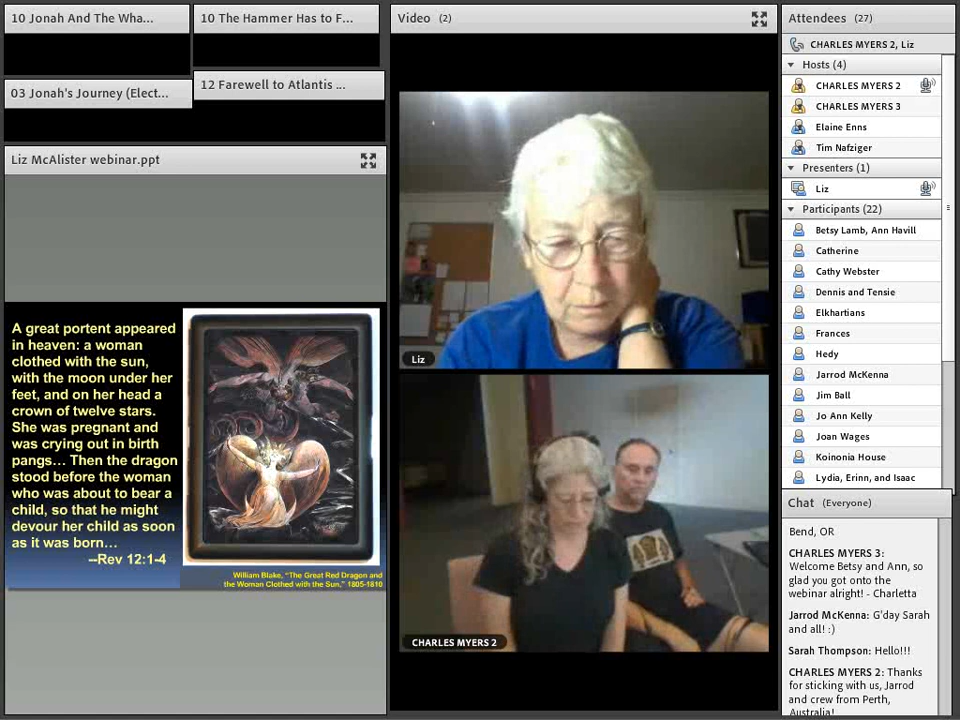 10 Jonah And The Wha...
10 The Hammer Has to F...
03 Jonah's Journey (Elect...
12 Farewell to Atlantis ...
Liz McAlister webinar.ppt
A great portent appeared
in heaven: a woman
clothed with the sun,
with the moon under her
feet, and on her head a
crown of twelve stars.
She was pregnant and
was crying out in birth
pangs... Then the dragon
stood before the woman
who was about to bear a
child, so that he might
devour her child as soon
as it was born...
--Rev 12:1-4
William Blake, "The Great Red Dragon and
the Woman Clothed with the Sun," 1805-1810
Video (2)
Liz
CHARLES MYERS 2
Attendees (27)
CHARLES MYERS 2, Liz
Hosts (4)
CHARLES MYERS 2
CHARLES MYERS 3
Elaine Enns
Tim Nafziger
Presenters (1)
Liz
Participants (22)
Betsy Lamb, Ann Havill
Catherine
Cathy Webster
Dennis and Tensie
Elkhartians
Frances
Hedy
Jarrod McKenna
Jim Ball
Jo Ann Kelly
Joan Wages
Koinonia House
Lydia, Erinn, and Isaac
Chat (Everyone)
Bend, OR
CHARLES MYERS 3:
Welcome Betsy and Ann, so
glad you got onto the
webinar alright! - Charletta
Jarrod McKenna: G'day Sarah
and all! :)
Sarah Thompson: Hello!!!
CHARLES MYERS 2: Thanks
for sticking with us, Jarrod
and crew from Perth,
Australia!